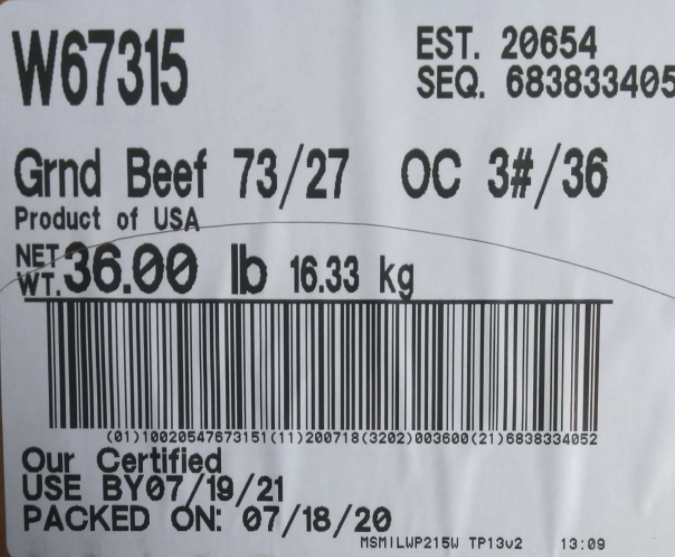 W67315
EST. 20654
SEQ. 683833405
Grnd Beef 73/27 OC 3#/36
Product of USA
NET WT. 36.00 lb 16.33 kg
(01)10020547673151(11)200718(3202)003600(21)6838334052
Our Certified
USE BY07/19/21
PACKED ON: 07/18/20
MSMILWP215W TP13v2 13:09